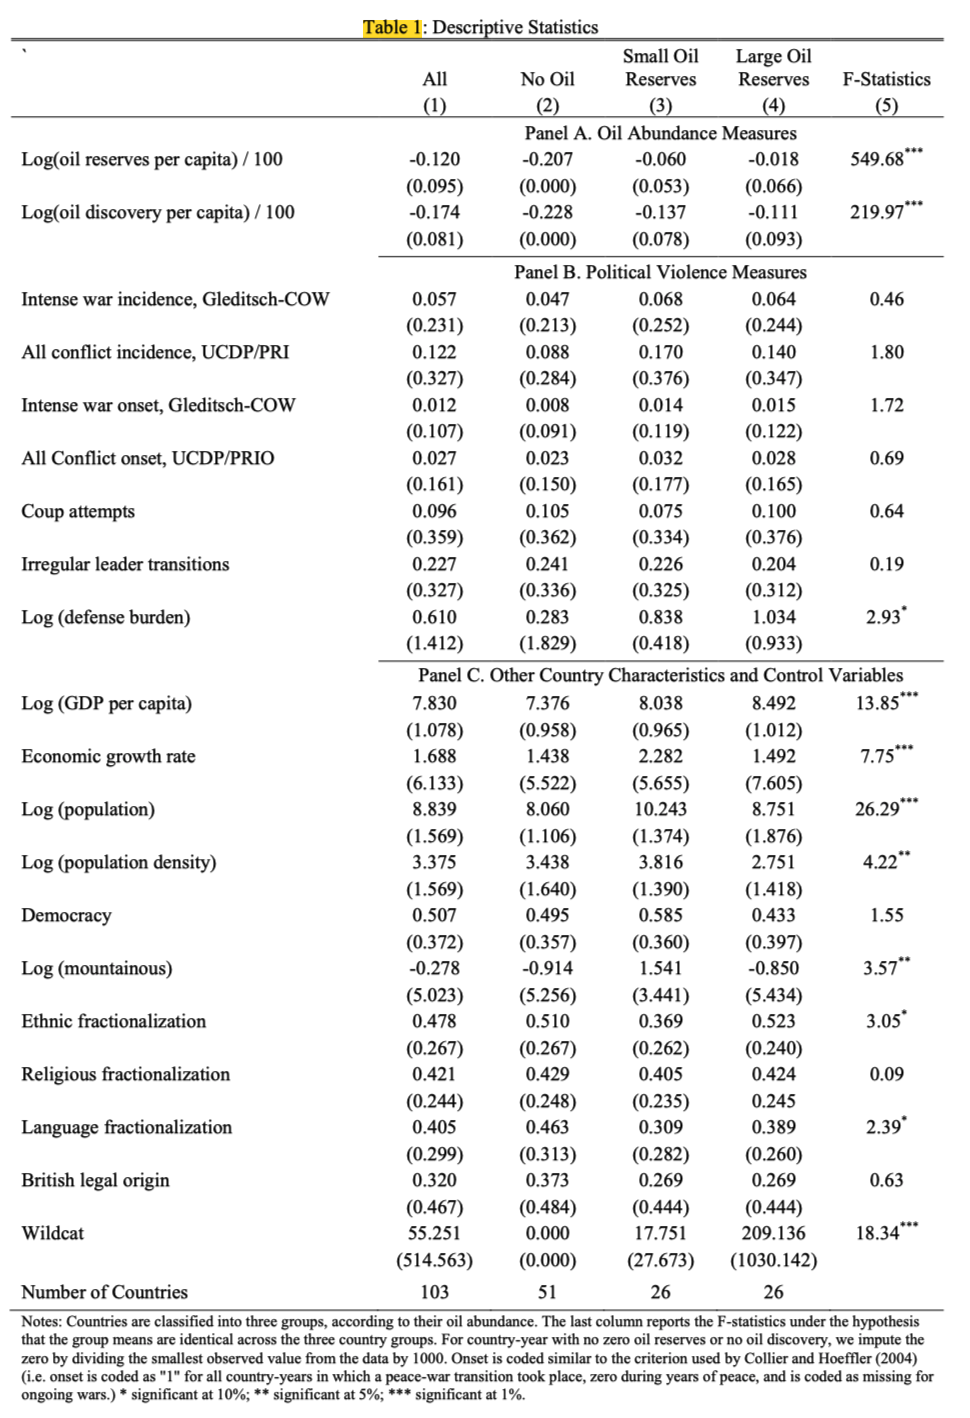 Table 1: Descriptive Statistics
`
All No Oil Small Oil Reserves Large Oil Reserves F-Statistics
(1) (2) (3) (4) (5)
Panel A. Oil Abundance Measures
Log(oil reserves per capita) / 100 -0.120 -0.207 -0.060 -0.018 549.68***
(0.095) (0.000) (0.053) (0.066)
Log(oil discovery per capita) / 100 -0.174 -0.228 -0.137 -0.111 219.97***
(0.081) (0.000) (0.078) (0.093)
Panel B. Political Violence Measures
Intense war incidence, Gleditsch-COW 0.057 0.047 0.068 0.064 0.46
(0.231) (0.213) (0.252) (0.244)
All conflict incidence, UCDP/PRI 0.122 0.088 0.170 0.140 1.80
(0.327) (0.284) (0.376) (0.347)
Intense war onset, Gleditsch-COW 0.012 0.008 0.014 0.015 1.72
(0.107) (0.091) (0.119) (0.122)
All Conflict onset, UCDP/PRIO 0.027 0.023 0.032 0.028 0.69
(0.161) (0.150) (0.177) (0.165)
Coup attempts 0.096 0.105 0.075 0.100 0.64
(0.359) (0.362) (0.334) (0.376)
Irregular leader transitions 0.227 0.241 0.226 0.204 0.19
(0.327) (0.336) (0.325) (0.312)
Log (defense burden) 0.610 0.283 0.838 1.034 2.93*
(1.412) (1.829) (0.418) (0.933)
Panel C. Other Country Characteristics and Control Variables
Log (GDP per capita) 7.830 7.376 8.038 8.492 13.85***
(1.078) (0.958) (0.965) (1.012)
Economic growth rate 1.688 1.438 2.282 1.492 7.75***
(6.133) (5.522) (5.655) (7.605)
Log (population) 8.839 8.060 10.243 8.751 26.29***
(1.569) (1.106) (1.374) (1.876)
Log (population density) 3.375 3.438 3.816 2.751 4.22**
(1.569) (1.640) (1.390) (1.418)
Democracy 0.507 0.495 0.585 0.433 1.55
(0.372) (0.357) (0.360) (0.397)
Log (mountainous) -0.278 -0.914 1.541 -0.850 3.57**
(5.023) (5.256) (3.441) (5.434)
Ethnic fractionalization 0.478 0.510 0.369 0.523 3.05*
(0.267) (0.267) (0.262) (0.240)
Religious fractionalization 0.421 0.429 0.405 0.424 0.09
(0.244) (0.248) (0.235) 0.245
Language fractionalization 0.405 0.463 0.309 0.389 2.39*
(0.299) (0.313) (0.282) (0.260)
British legal origin 0.320 0.373 0.269 0.269 0.63
(0.467) (0.484) (0.444) (0.444)
Wildcat 55.251 0.000 17.751 209.136 18.34***
(514.563) (0.000) (27.673) (1030.142)
Number of Countries 103 51 26 26
Notes: Countries are classified into three groups, according to their oil abundance. The last column reports the F-statistics under the hypothesis
that the group means are identical across the three country groups. For country-year with no zero oil reserves or no oil discovery, we impute the
zero by dividing the smallest observed value from the data by 1000. Onset is coded similar to the criterion used by Collier and Hoeffler (2004)
(i.e. onset is coded as "1" for all country-years in which a peace-war transition took place, zero during years of peace, and is coded as missing for
ongoing wars.) * significant at 10%; ** significant at 5%; *** significant at 1%.